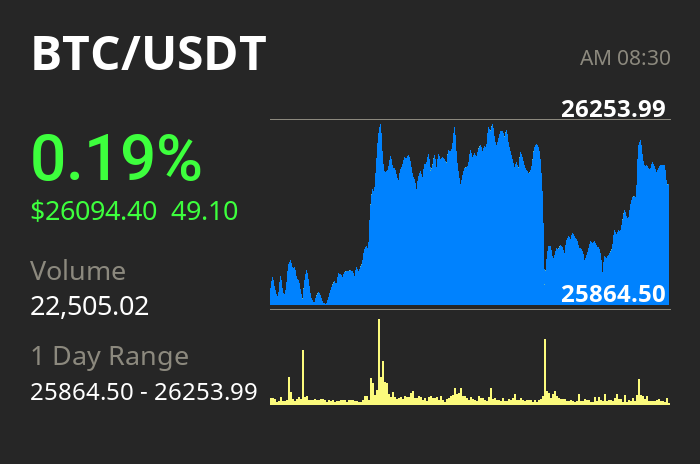 BTC/USDT
AM 08:30
26253.99
0.19%
$26094.40 49.10
Volume
22,505.02
25864.50
1 Day Range
25864.50 - 26253.99